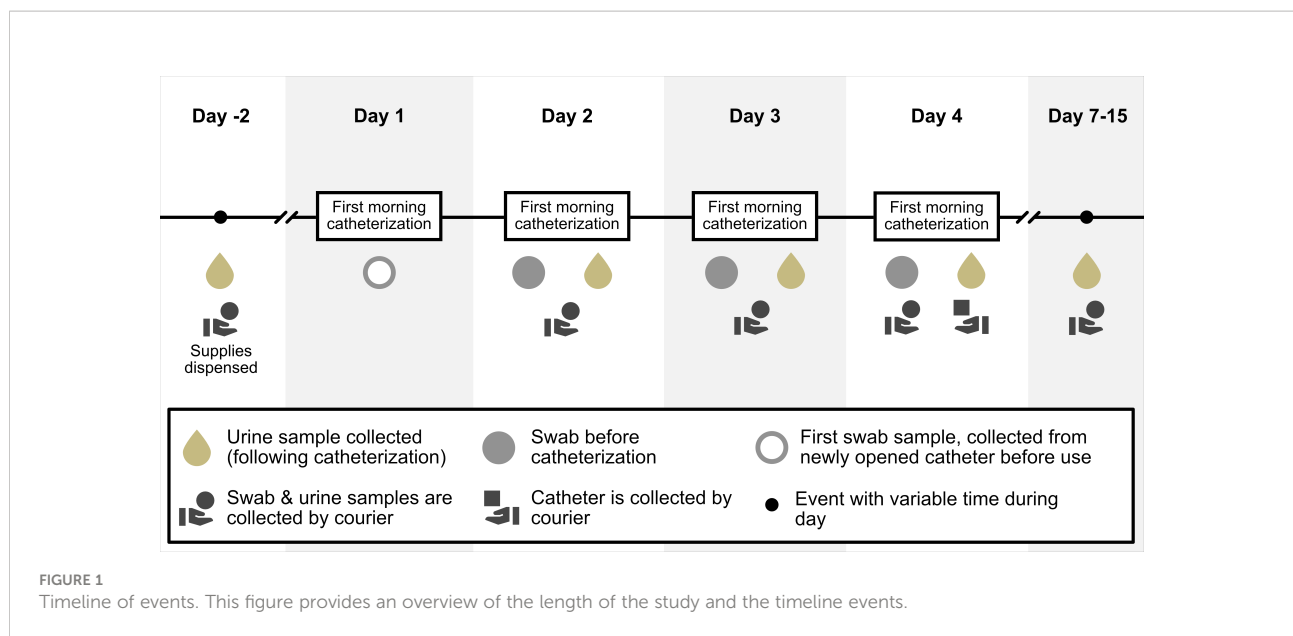 Day -2
Day 1
Day 2
Day 3
Day 4
Day 7-15
First morning
catheterization
First morning
catheterization
First morning
catheterization
First morning
catheterization
Supplies
dispensed
Urine sample collected
(following catheterization)
Swab before
catheterization
First swab sample, collected from
newly opened catheter before use
Swab & urine samples are
collected by courier
Catheter is collected by
courier
Event with variable time during
day
FIGURE 1
Timeline of events. This figure provides an overview of the length of the study and the timeline events.